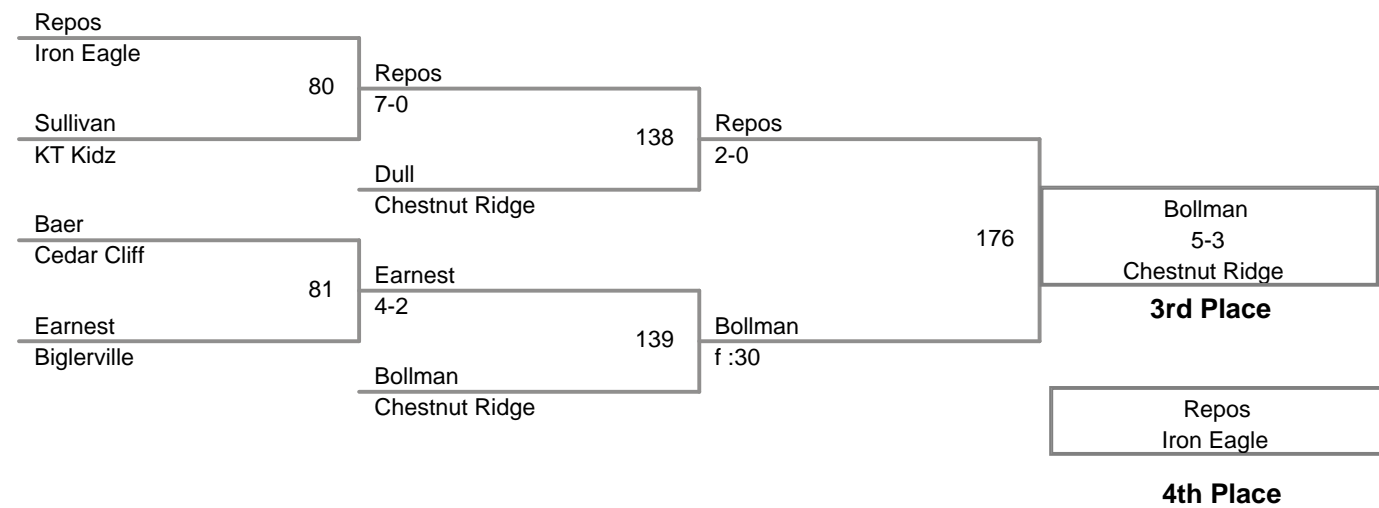 Repos
Iron Eagle
80
Sullivan
KT Kidz
Baer
Cedar Cliff
81
Earnest
Biglerville
Repos
7-0
138
Dull
Chestnut Ridge
Earnest
4-2
139
Bollman
Chestnut Ridge
Repos
2-0
176
Bollman
f :30
Bollman
5-3
Chestnut Ridge
3rd Place
Repos
Iron Eagle
4th Place